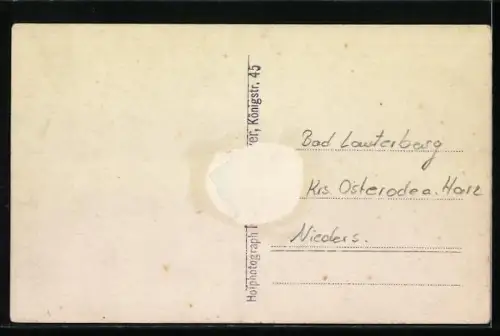 Hofphotograph
er, Königstr. 45
Bad Lauterberg
Krs. Osterode a. Harz
Nieders.